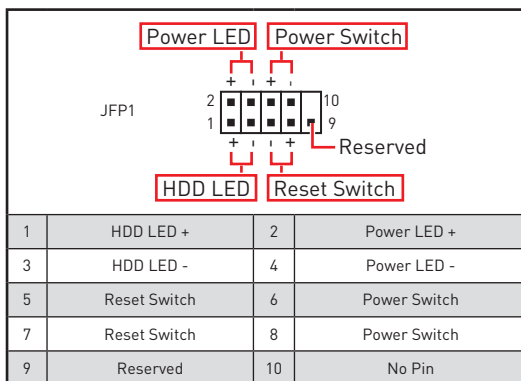 Power LED Power Switch
+ - + -
JFP1
2 10
1 9
+ - - +
Reserved
HDD LED Reset Switch
1 HDD LED + 2 Power LED +
3 HDD LED - 4 Power LED -
5 Reset Switch 6 Power Switch
7 Reset Switch 8 Power Switch
9 Reserved 10 No Pin